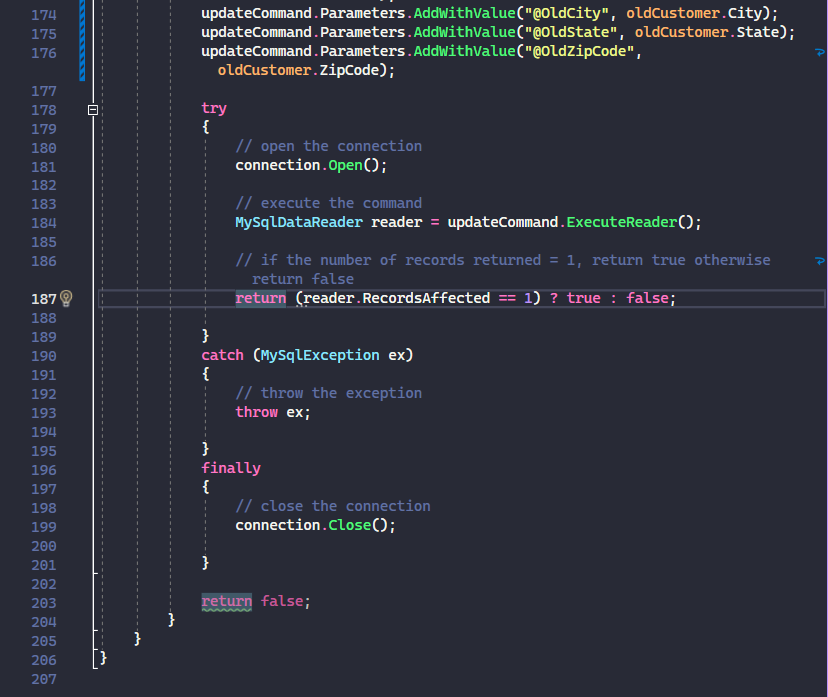 174 updateCommand.Parameters.AddWithValue("@OldCity", oldCustomer.City);
175 updateCommand.Parameters.AddWithValue("@OldState", oldCustomer.State);
176 updateCommand.Parameters.AddWithValue("@OldZipCode",
oldCustomer.ZipCode);
177
178 try
179 {
180 // open the connection
181 connection.Open();
182
183 // execute the command
184 MySqlDataReader reader = updateCommand.ExecuteReader();
185
186 // if the number of records returned = 1, return true otherwise
return false
187 return (reader.RecordsAffected == 1) ? true : false;
188
189 }
190 catch (MySqlException ex)
191 {
192 // throw the exception
193 throw ex;
194
195 }
196 finally
197 {
198 // close the connection
199 connection.Close();
200
201 }
202
203 return false;
204 }
205 }
206 }
207